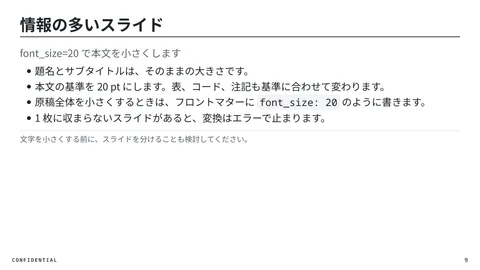 情報の多いスライド
font_size=20 で本文を小さくします
• 題名とサブタイトルは、そのままの大きさです。
• 本文の基準を 20 pt にします。表、コード、注記も基準に合わせて変わります。
• 原稿全体を小さくするときは、フロントマターに font_size: 20 のように書きます。
• 1 枚に収まらないスライドがあると、変換はエラーで止まります。
文字を小さくする前に、スライドを分けることも検討してください。
CONFIDENTIAL
9